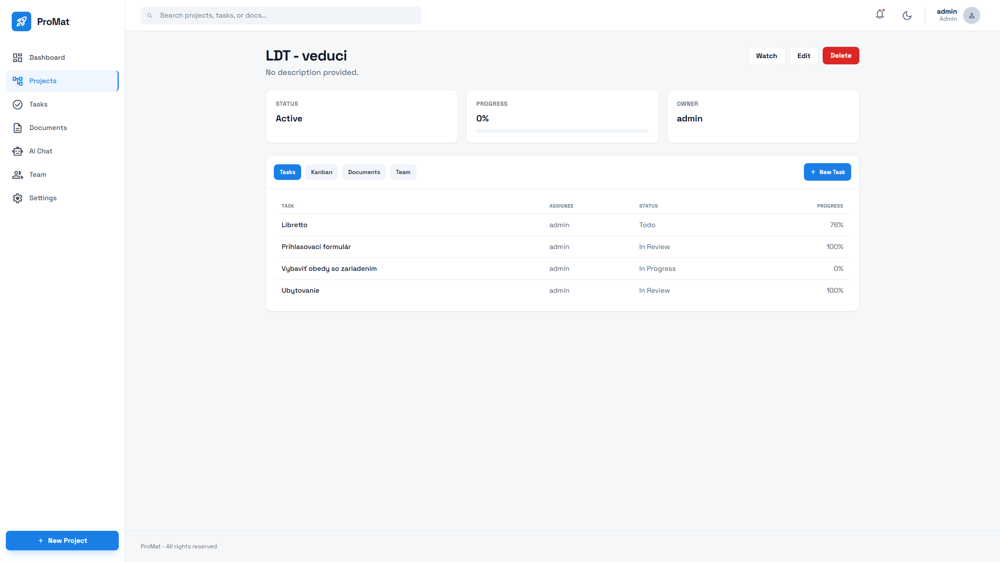 ProMat
Search projects, tasks, or docs...
admin
Admin
Dashboard
Projects
Tasks
Documents
AI Chat
Team
Settings
LDT - veduci
No description provided.
Watch
Edit
Delete
STATUS
Active
PROGRESS
0%
OWNER
admin
Tasks
Kanban
Documents
Team
+ New Task
TASK ASSIGNEE STATUS PROGRESS
Libretto admin Todo 76%
Prihlasovací formulár admin In Review 100%
Vybaviť obedy so zariadením admin In Progress 0%
Ubytovanie admin In Review 100%
+ New Project
ProMat - All rights reserved